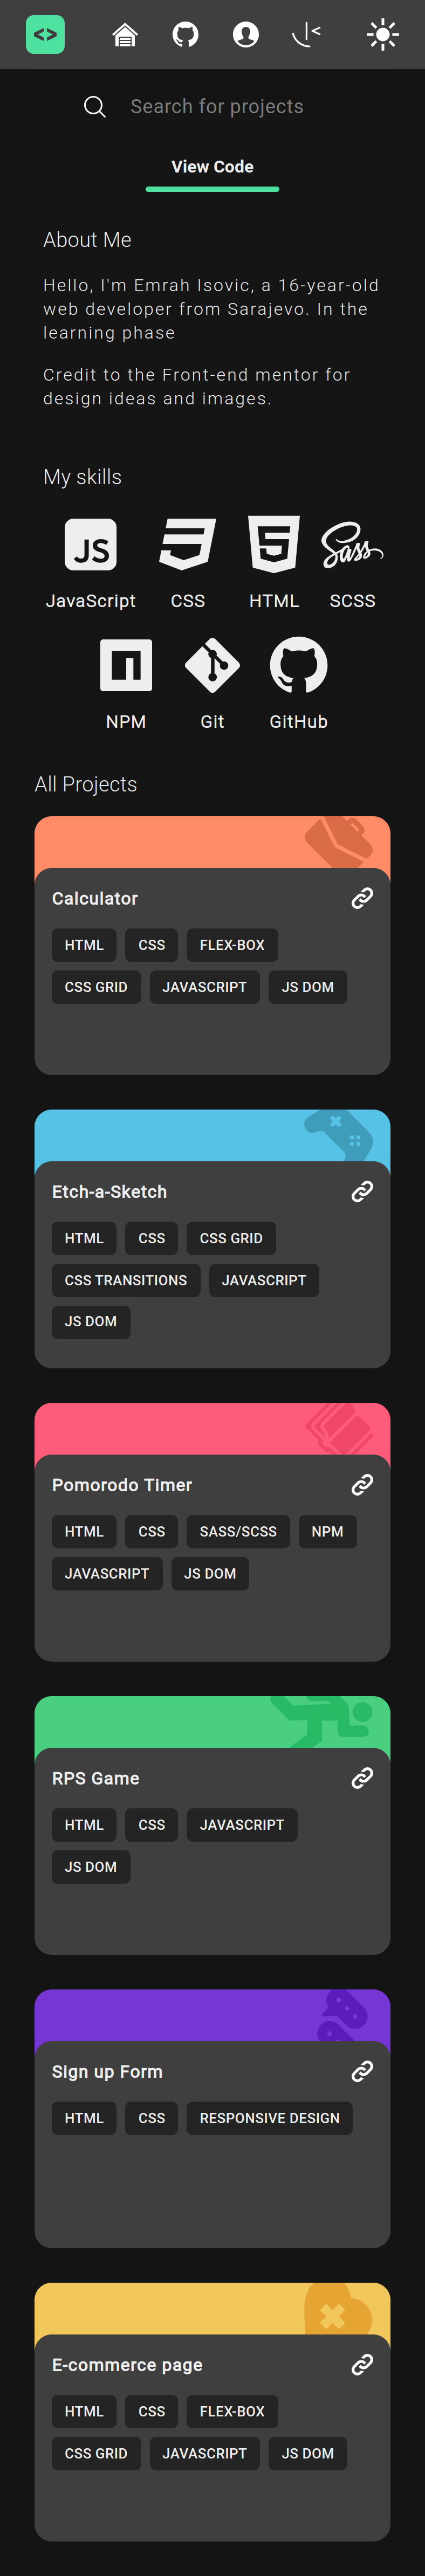 <>
Search for projects
View Code
About Me
Hello, I'm Emrah Isovic, a 16-year-old
web developer from Sarajevo. In the
learning phase
Credit to the Front-end mentor for
design ideas and images.
My skills
JS
5
Sass
JavaScript CSS HTML SCSS
NPM Git GitHub
All Projects
Calculator
HTML CSS FLEX-BOX
CSS GRID JAVASCRIPT JS DOM
Etch-a-Sketch
HTML CSS CSS GRID
CSS TRANSITIONS JAVASCRIPT
JS DOM
Pomorodo Timer
HTML CSS SASS/SCSS NPM
JAVASCRIPT JS DOM
RPS Game
HTML CSS JAVASCRIPT
JS DOM
Sign up Form
HTML CSS RESPONSIVE DESIGN
E-commerce page
HTML CSS FLEX-BOX
CSS GRID JAVASCRIPT JS DOM